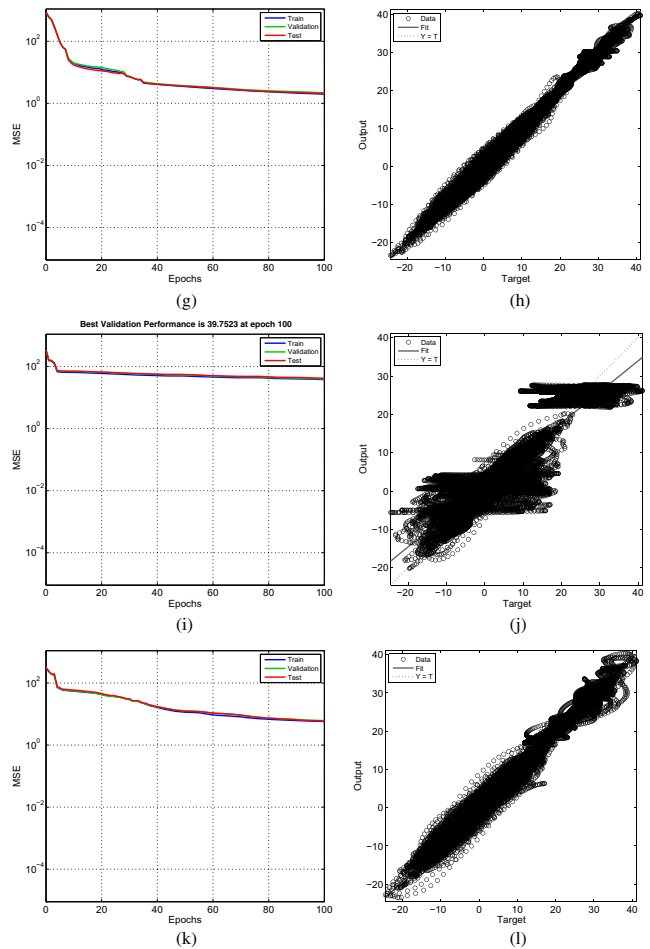 10^2
10^0
10^-2
10^-4
MSE
0 20 40 60 80 100
Epochs
Train
Validation
Test
(g)
40
30
20
10
0
-10
-20
Output
-20 -10 0 10 20 30 40
Target
Data
Fit
Y = T
(h)
Best Validation Performance is 39.7523 at epoch 100
10^2
10^0
10^-2
10^-4
MSE
0 20 40 60 80 100
Epochs
Train
Validation
Test
(i)
40
30
20
10
0
-10
-20
Output
-20 -10 0 10 20 30 40
Target
Data
Fit
Y = T
(j)
10^2
10^0
10^-2
10^-4
MSE
0 20 40 60 80 100
Epochs
Train
Validation
Test
(k)
40
30
20
10
0
-10
-20
Output
-20 -10 0 10 20 30 40
Target
Data
Fit
Y = T
(l)